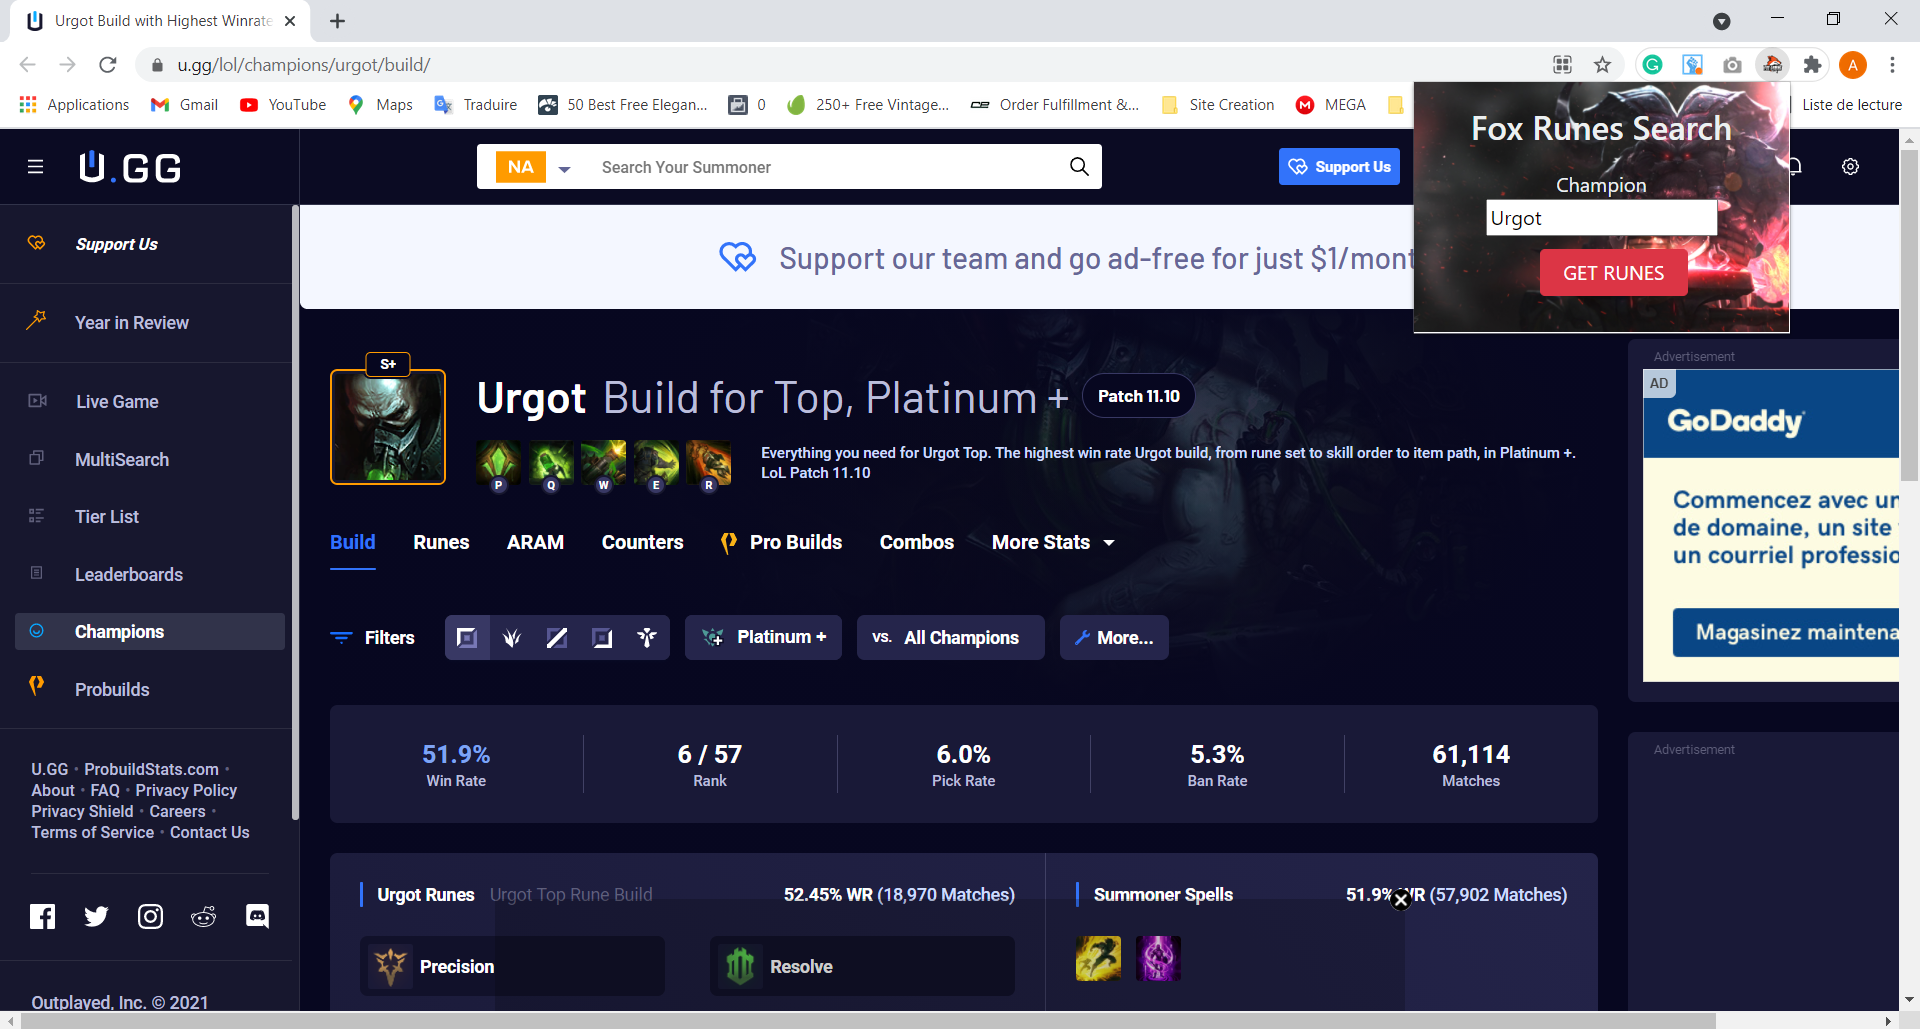 Urgot Build with Highest Winrate
u.gg/lol/champions/urgot/build/
A
Applications
Gmail
YouTube
Maps
Traduire
50 Best Free Elegan...
0
250+ Free Vintage...
Order Fulfillment &...
Site Creation
MEGA
Liste de lecture
Fox Runes Search
Champion
Urgot
GET RUNES
U.GG
NA
Search Your Summoner
Support Us
Support our team and go ad-free for just $1/mont
Support Us
Year in Review
Live Game
MultiSearch
Tier List
Leaderboards
Champions
Probuilds
U.GG • ProbuildStats.com •
About • FAQ • Privacy Policy
Privacy Shield • Careers •
Terms of Service • Contact Us
Outplayed, Inc. © 2021
S+
Urgot Build for Top, Platinum +
Patch 11.10
P Q W E R
Everything you need for Urgot Top. The highest win rate Urgot build, from rune set to skill order to item path, in Platinum +.
LoL Patch 11.10
Build
Runes
ARAM
Counters
Pro Builds
Combos
More Stats
Filters
Platinum +
vs. All Champions
More...
51.9%
Win Rate
6 / 57
Rank
6.0%
Pick Rate
5.3%
Ban Rate
61,114
Matches
Urgot Runes Urgot Top Rune Build
52.45% WR (18,970 Matches)
Precision
Resolve
Summoner Spells
51.9% R (57,902 Matches)
Advertisement
AD
GoDaddy
Commencez avec un
de domaine, un site
un courriel professio
Magasinez maintena
Advertisement